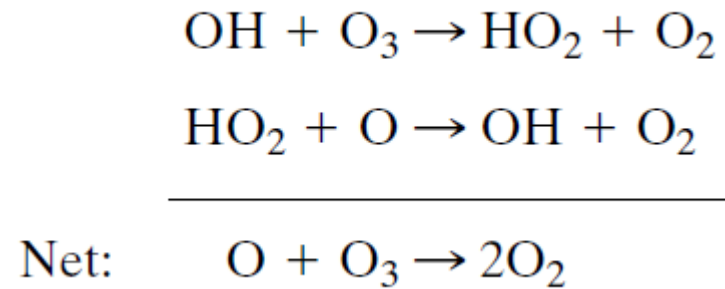 OH + O₃ → HO₂ + O₂
HO₂ + O → OH + O₂
Net: O + O₃ → 2O₂